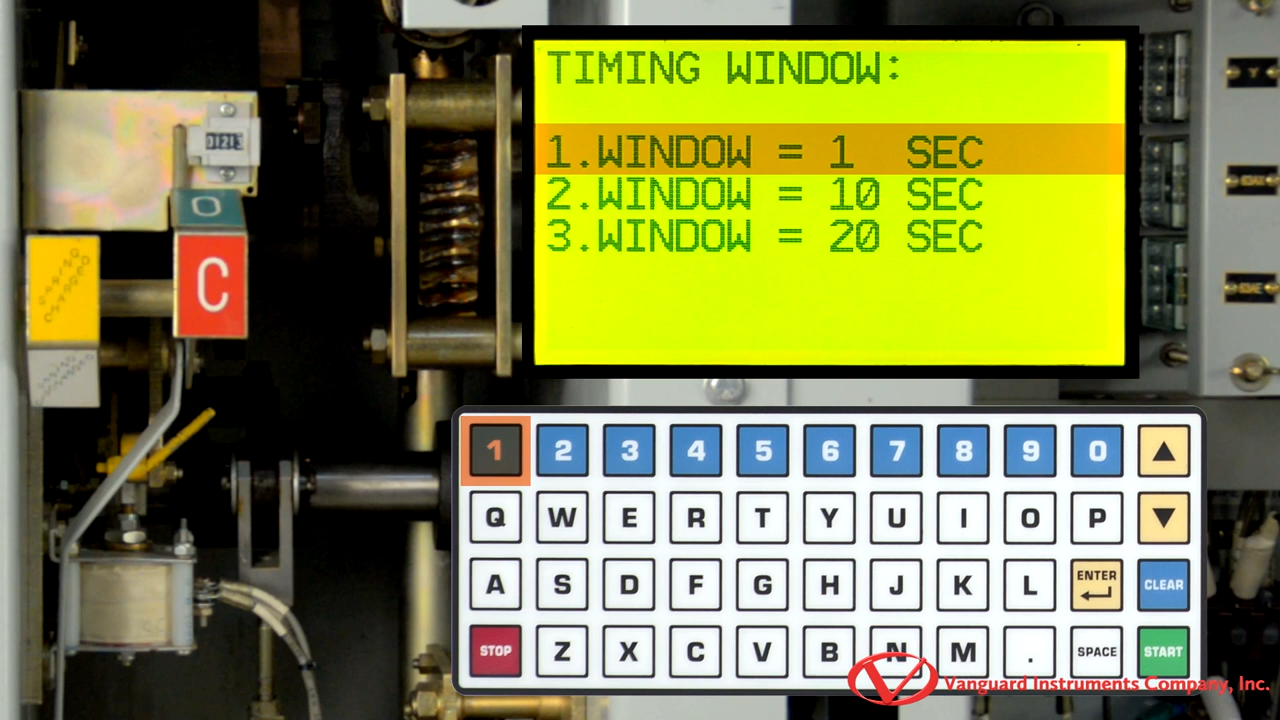 TIMING WINDOW:
1.WINDOW = 1 SEC
2.WINDOW = 10 SEC
3.WINDOW = 20 SEC
O
C
1 2 3 4 5 6 7 8 9 0 ▲
Q W E R T Y U I O P ▼
A S D F G H J K L ENTER CLEAR
STOP Z X C V B N M . SPACE START
Vanguard Instruments Company, Inc.